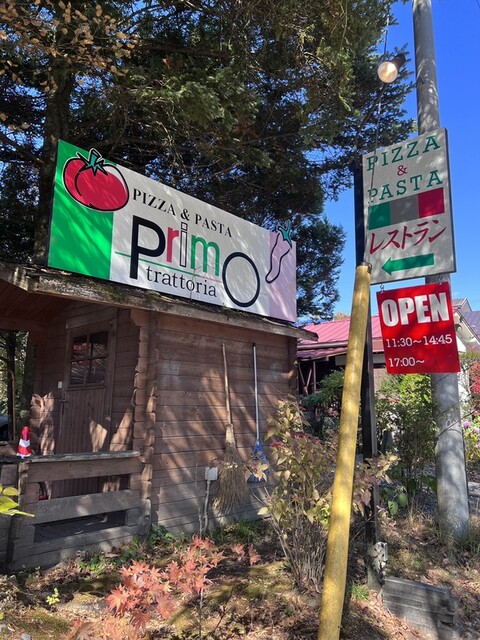 PIZZA & PASTA
primo
trattoria
PIZZA
&
PASTA
レストラン
OPEN
11:30～14:45
17:00～